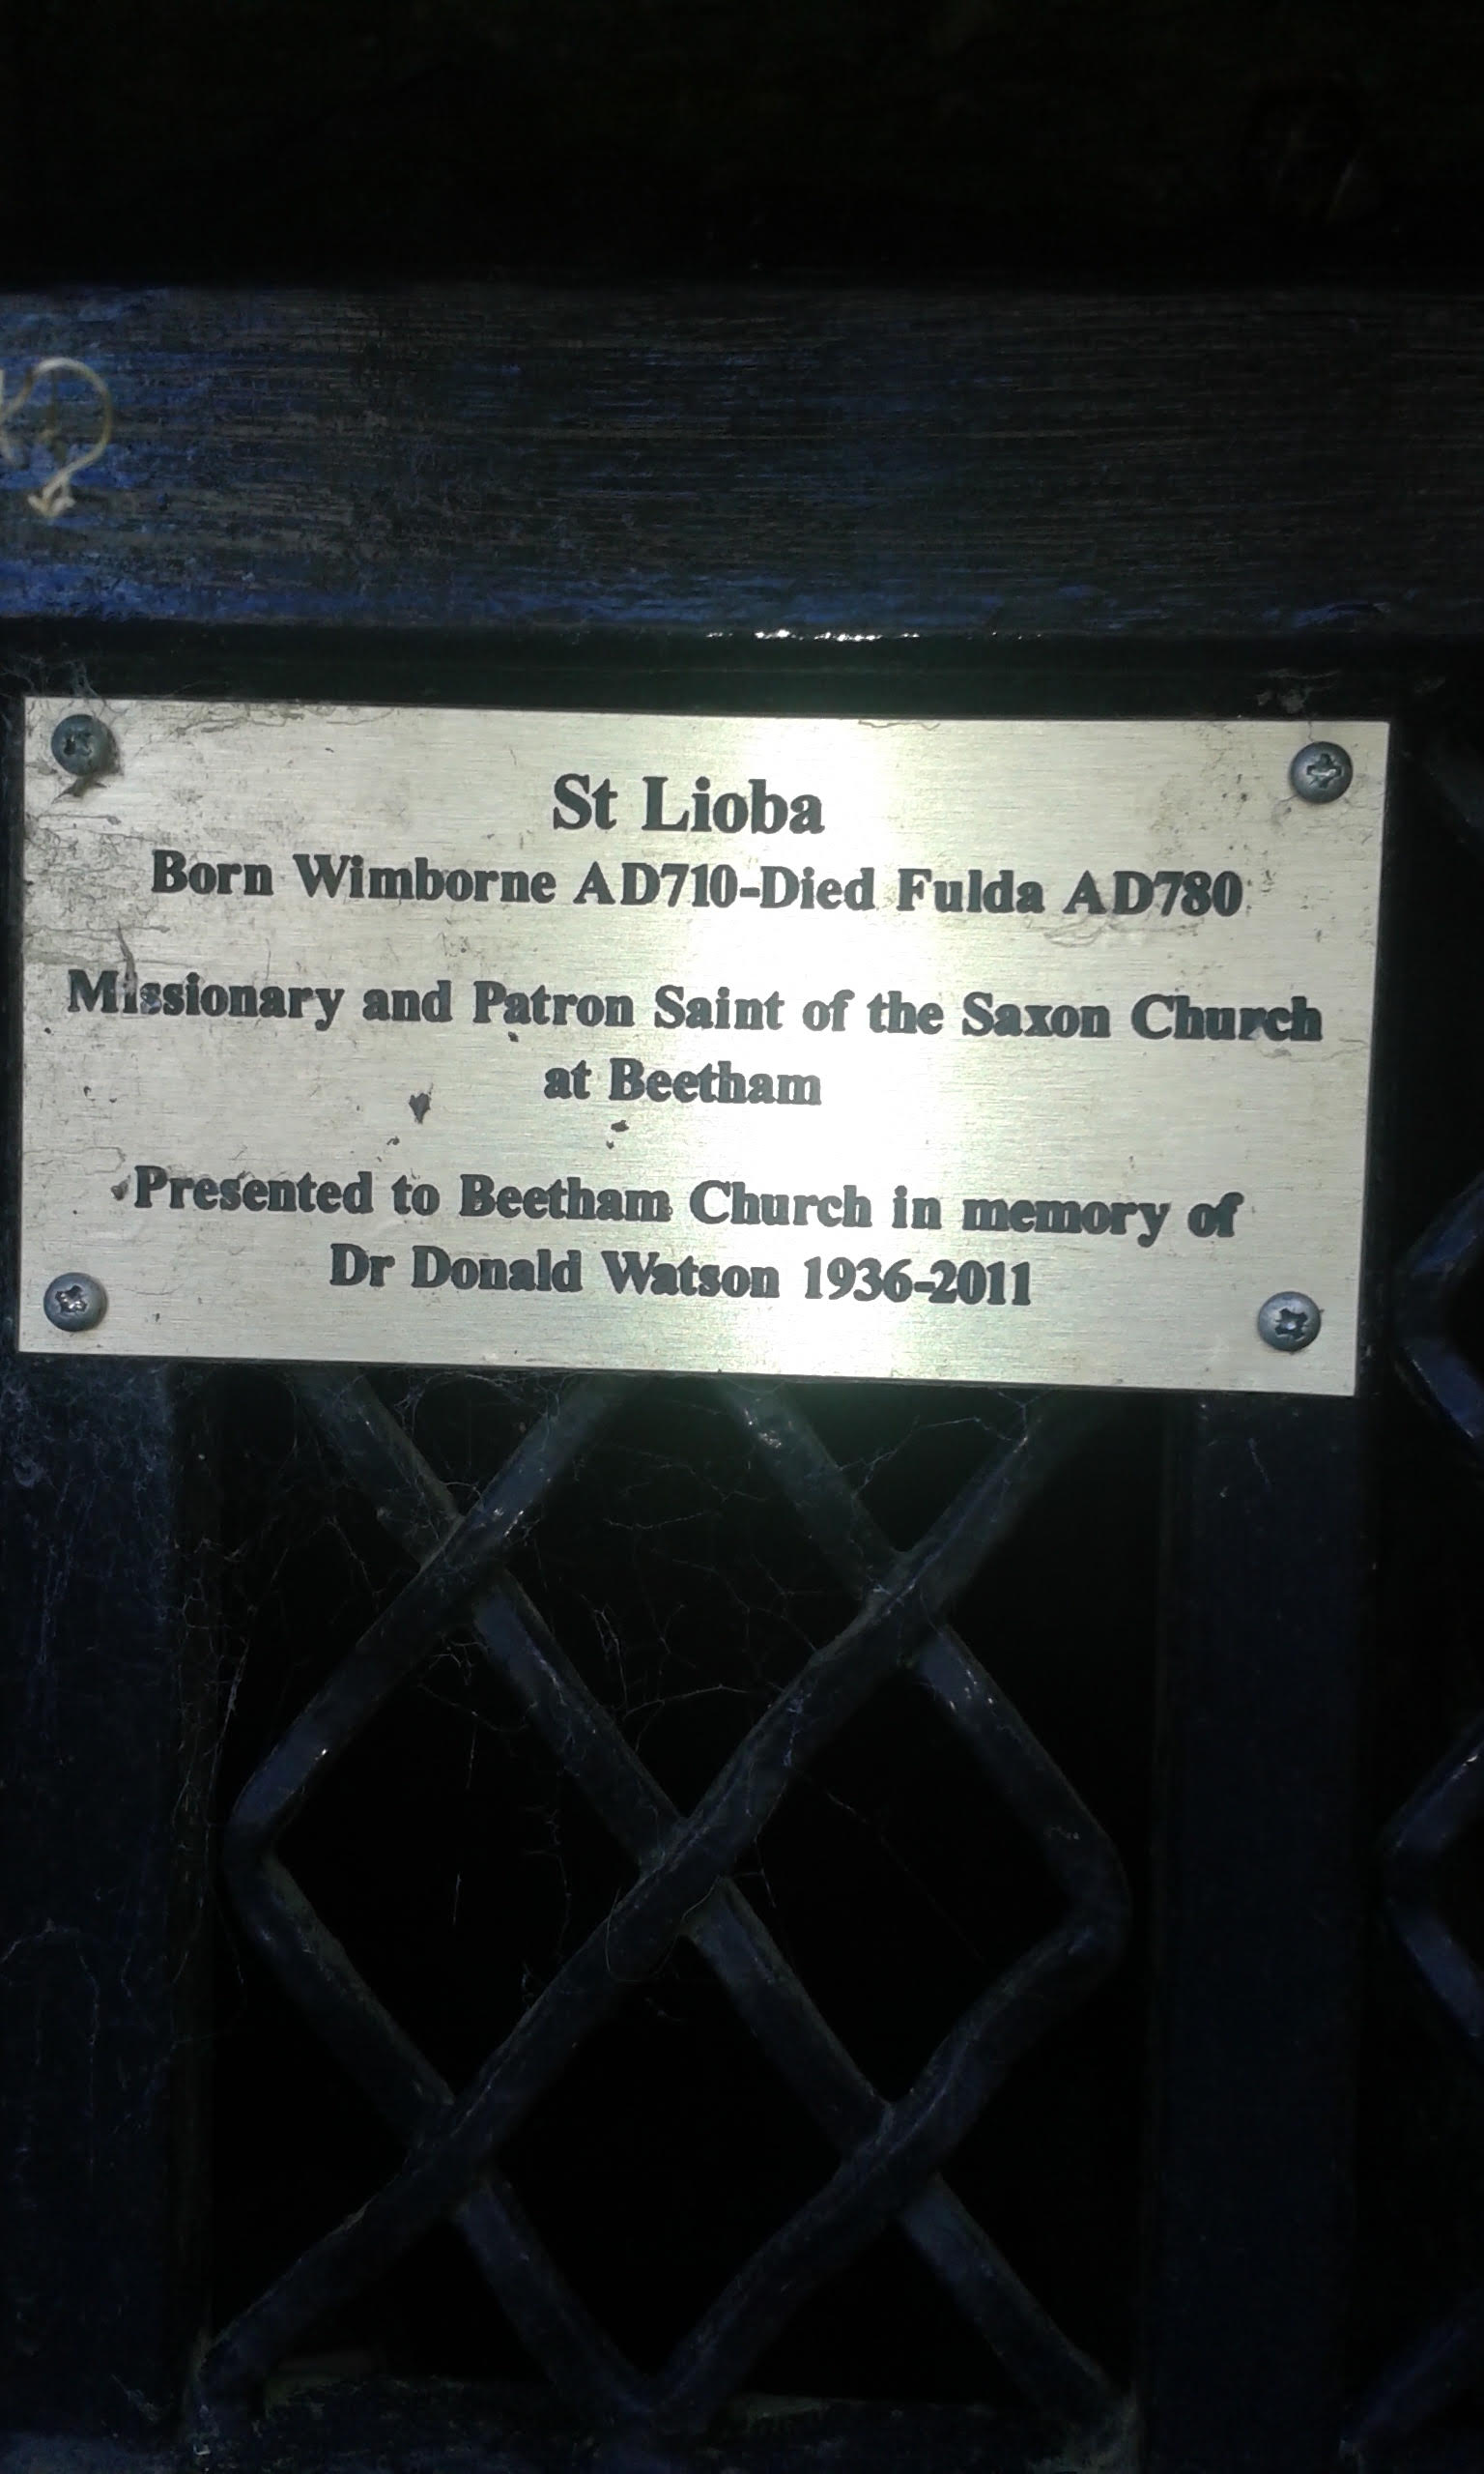 St Lioba
Born Wimborne AD710-Died Fulda AD780
Missionary and Patron Saint of the Saxon Church
at Beetham
Presented to Beetham Church in memory of
Dr Donald Watson 1936-2011